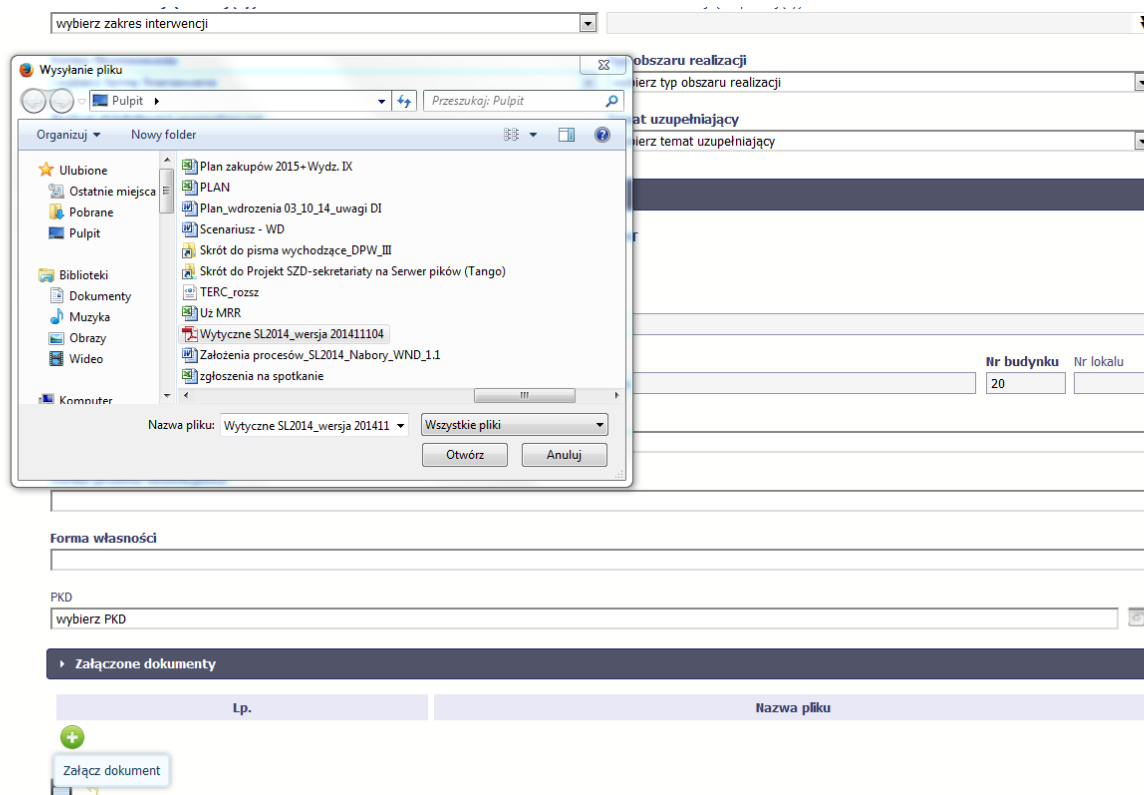 wybierz zakres interwencji
Wysyłanie pliku
obszaru realizacji
ierz typ obszaru realizacji
Pulpit
Przeszukaj: Pulpit
at uzupełniający
Organizuj
Nowy folder
ierz temat uzupełniający
Ulubione
Ostatnie miejsca
Pobrane
Pulpit
Biblioteki
Dokumenty
Muzyka
Obrazy
Wideo
Komputer
Plan zakupów 2015+Wydz. IX
PLAN
Plan_wdrozenia 03_10_14_uwagi DI
Scenariusz - WD
Skrót do pisma wychodzące_DPW_III
Skrót do Projekt SZD-sekretariaty na Serwer pików (Tango)
TERC_rozsz
Uż MRR
Wytyczne SL2014_wersja 201411104
Założenia procesów_SL2014_Nabory_WND_1.1
zgłoszenia na spotkanie
Nr budynku Nr lokalu
20
Nazwa pliku: Wytyczne SL2014_wersja 201411 Wszystkie pliki
Otwórz Anuluj
Forma własności
PKD
wybierz PKD
Załączone dokumenty
Lp. Nazwa pliku
Załącz dokument